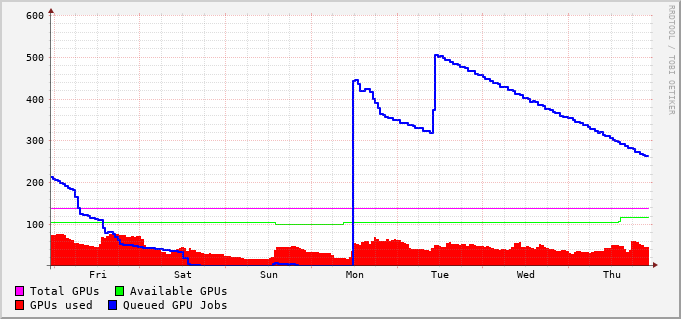 600
500
400
300
200
100
Fri Sat Sun Mon Tue Wed Thu
Total GPUs Available GPUs
GPUs used Queued GPU Jobs
RRDTOOL / TOBI OETIKER